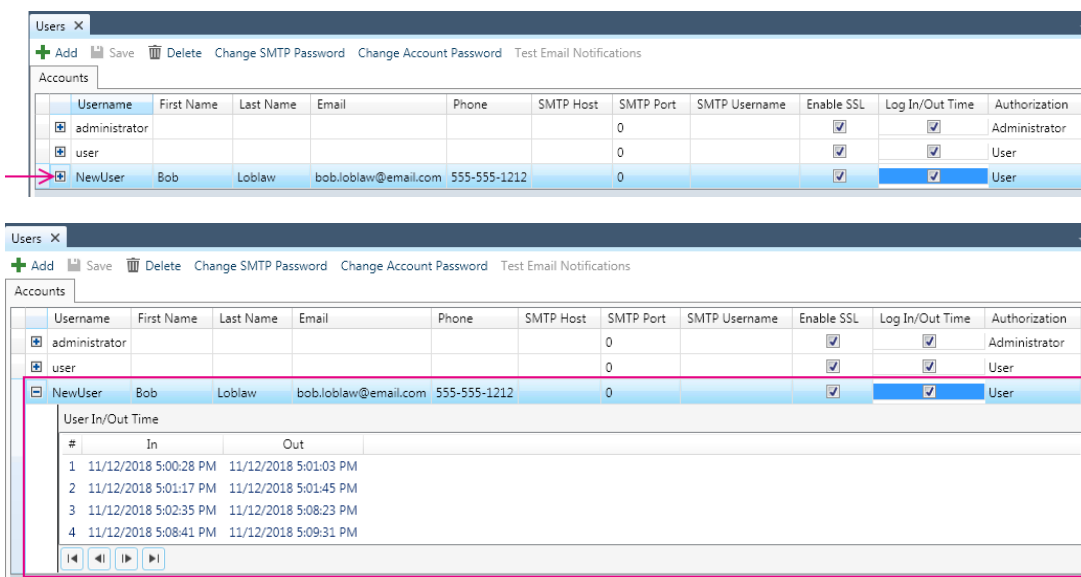 Users
Add Save Delete Change SMTP Password Change Account Password Test Email Notifications
Accounts
Username First Name Last Name Email Phone SMTP Host SMTP Port SMTP Username Enable SSL Log In/Out Time Authorization
administrator 0 Administrator
user 0 User
NewUser Bob Loblaw bob.loblaw@email.com 555-555-1212 0 User
Users
Add Save Delete Change SMTP Password Change Account Password Test Email Notifications
Accounts
Username First Name Last Name Email Phone SMTP Host SMTP Port SMTP Username Enable SSL Log In/Out Time Authorization
administrator 0 Administrator
user 0 User
NewUser Bob Loblaw bob.loblaw@email.com 555-555-1212 0 User
User In/Out Time
# In Out
1 11/12/2018 5:00:28 PM 11/12/2018 5:01:03 PM
2 11/12/2018 5:01:17 PM 11/12/2018 5:01:45 PM
3 11/12/2018 5:02:35 PM 11/12/2018 5:08:23 PM
4 11/12/2018 5:08:41 PM 11/12/2018 5:09:31 PM